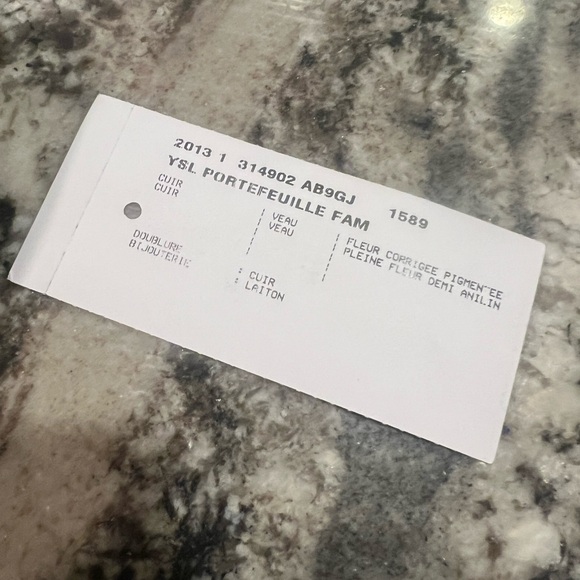 2013 1 314902 AB9GJ 1589
YSL PORTEFEUILLE FAM
CUIR ¦ VEAU ¦ FLEUR CORRIGEE PIGMENTEE
CUIR ¦ VEAU ¦ PLEINE FLEUR DEMI ANILIN
DOUBLURE : CUIR
BIJOUTERIE : LAITON